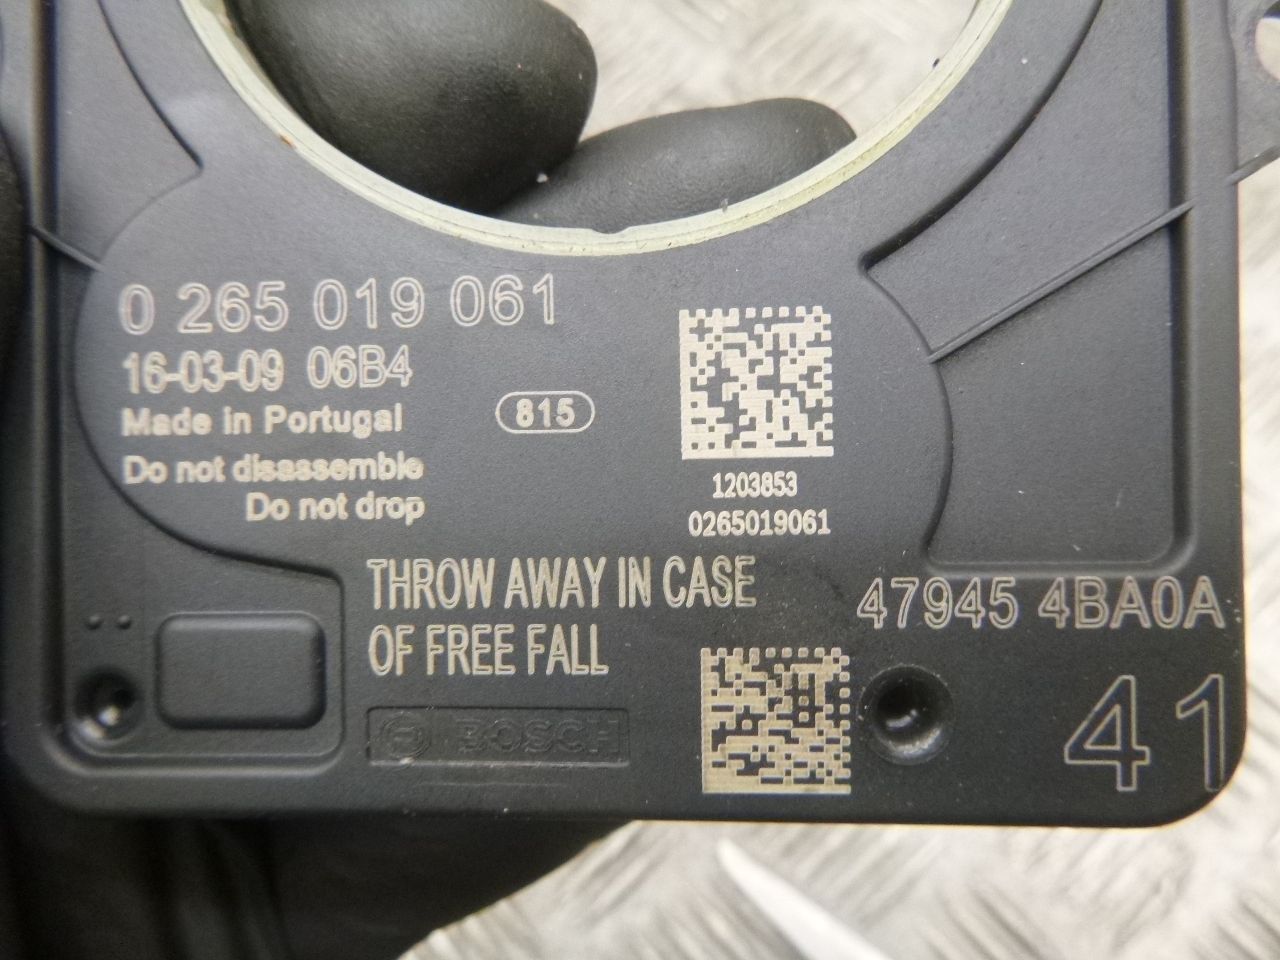 0 265 019 061
16-03-09 06B4
Made in Portugal
815
Do not disassemble
Do not drop
1203853
0265019061
THROW AWAY IN CASE
OF FREE FALL
47945 4BA0A
BOSCH
41